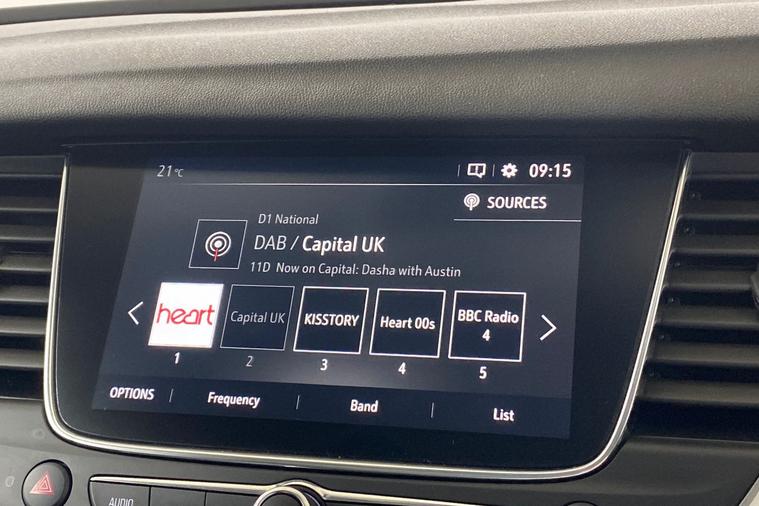 21°C
09:15
SOURCES
D1 National
DAB / Capital UK
11D Now on Capital: Dasha with Austin
heart
Capital UK
KISSTORY
Heart 00s
BBC Radio
4
1
2
3
4
5
OPTIONS
Frequency
Band
List
AUDIO